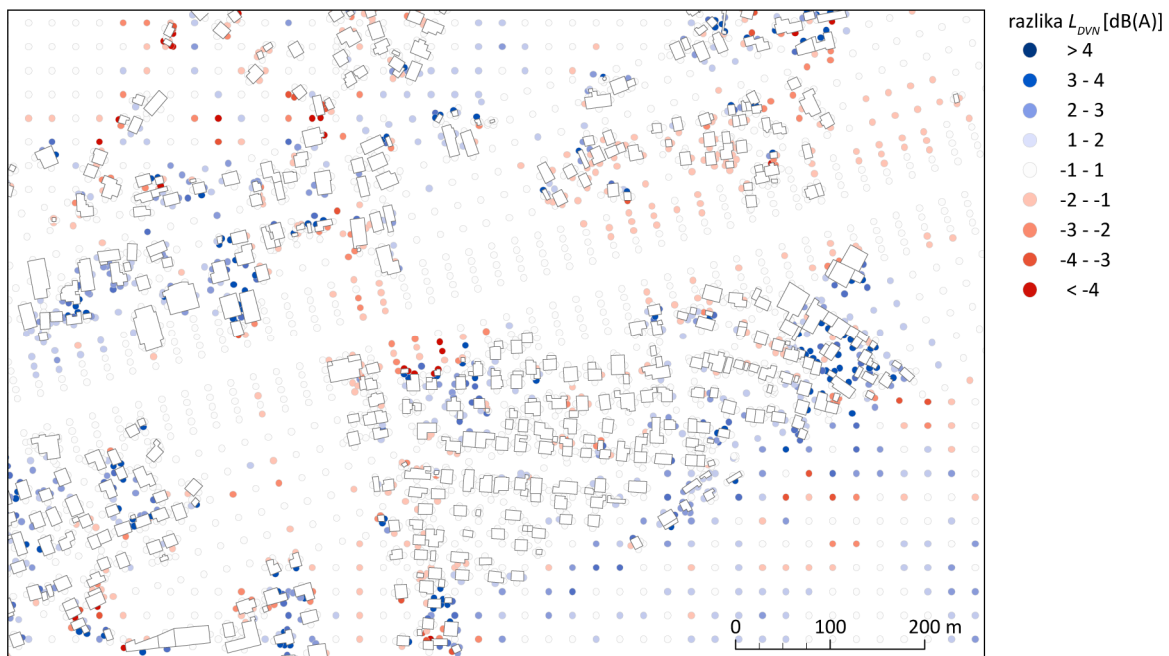 razlika L_DVN [dB(A)]
> 4
3 - 4
2 - 3
1 - 2
-1 - 1
-2 - -1
-3 - -2
-4 - -3
< -4
0 100 200 m